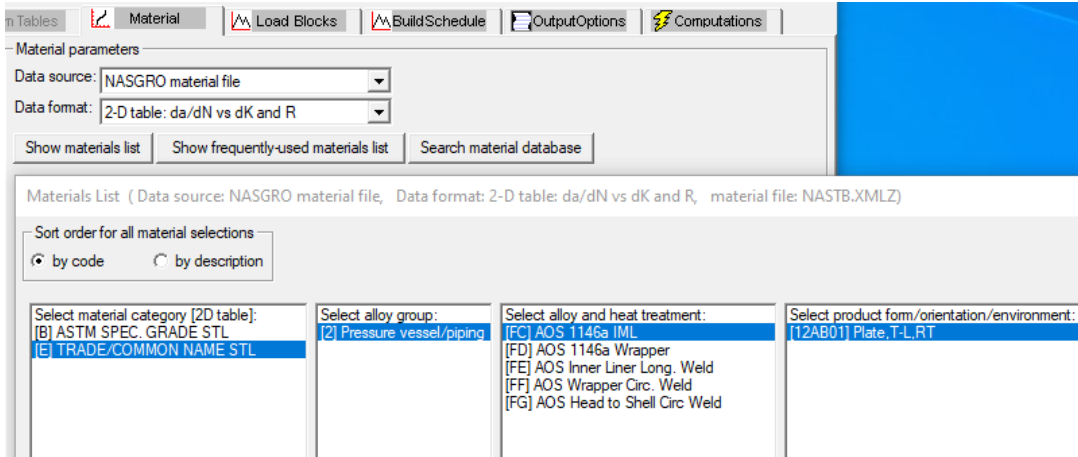 n Tables Material Load Blocks BuildSchedule OutputOptions Computations
Material parameters
Data source: NASGRO material file
Data format: 2-D table: da/dN vs dK and R
Show materials list Show frequently-used materials list Search material database
Materials List ( Data source: NASGRO material file, Data format: 2-D table: da/dN vs dK and R, material file: NASTB.XMLZ)
Sort order for all material selections
by code by description
Select material category [2D table]: Select alloy group: Select alloy and heat treatment: Select product form/orientation/environment:
[B] ASTM SPEC. GRADE STL [2] Pressure vessel/piping [FC] AOS 1146a IML [12AB01] Plate,T-L,RT
[E] TRADE/COMMON NAME STL [FD] AOS 1146a Wrapper
[FE] AOS Inner Liner Long. Weld
[FF] AOS Wrapper Circ. Weld
[FG] AOS Head to Shell Circ Weld